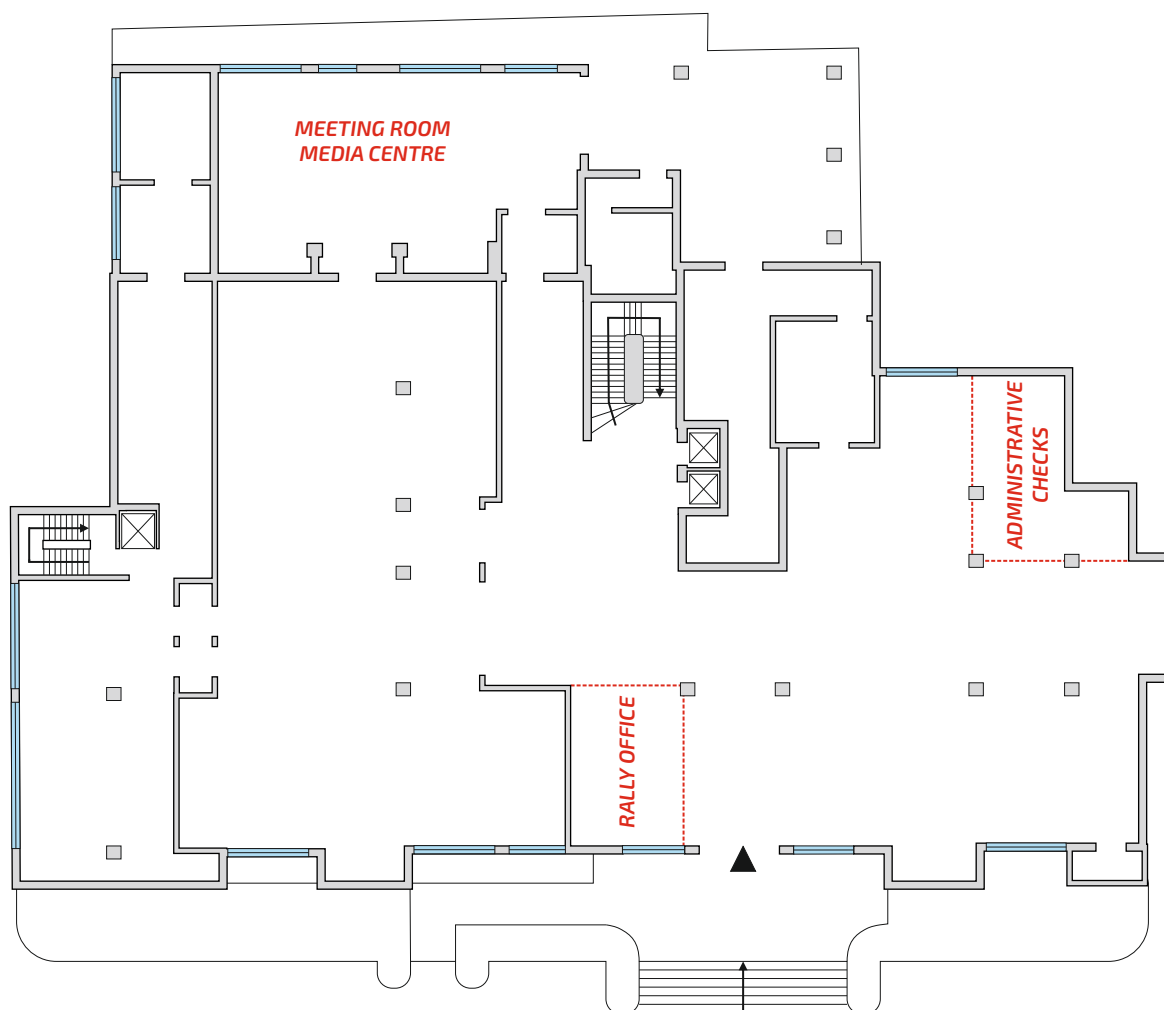 MEETING ROOM
MEDIA CENTRE
ADMINISTRATIVE
CHECKS
RALLY OFFICE